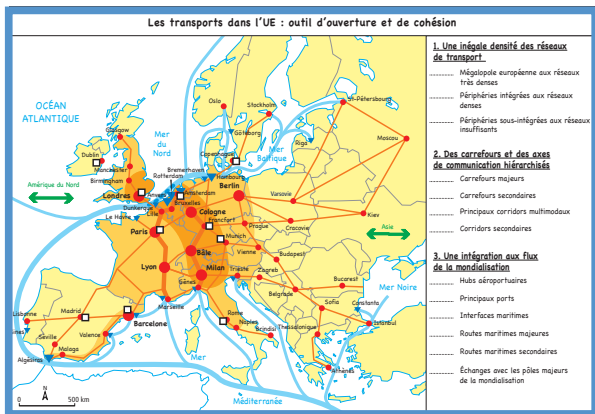 Les transports dans l'UE : outil d'ouverture et de cohésion
OCÉAN
ATLANTIQUE
Mer
du Nord
Mer
Baltique
Amérique du Nord
Asie
Mer Noire
Mer
Méditerranée
Oslo
Stockholm
St-Pétersbourg
Göteborg
Riga
Moscou
Glasgow
Dublin
Manchester
Birmingham
Londres
Copenhague
Bremerhaven
Hambourg
Rotterdam
Amsterdam
Anvers
Bruxelles
Dunkerque
Lille
Le Havre
Berlin
Cologne
Varsovie
Kiev
Paris
Francfort
Prague
Cracovie
Munich
Vienne
Budapest
Bâle
Lyon
Milan
Trieste
Zagreb
Gênes
Belgrade
Bucarest
Marseille
Sofia
Constanta
Istanbul
Rome
Naples
Brindisi
Thessalonique
Athènes
Lisbonne
Sines
Madrid
Barcelone
Valence
Séville
Malaga
Algésiras
N
0 500 km
1. Une inégale densité des réseaux
de transport
Mégalopole européenne aux réseaux
très denses
Périphéries intégrées aux réseaux
denses
Périphéries sous-intégrées aux réseaux
insuffisants
2. Des carrefours et des axes
de communication hiérarchisés
Carrefours majeurs
Carrefours secondaires
Principaux corridors multimodaux
Corridors secondaires
3. Une intégration aux flux
de la mondialisation
Hubs aéroportuaires
Principaux ports
Interfaces maritimes
Routes maritimes majeures
Routes maritimes secondaires
Échanges avec les pôles majeurs
de la mondialisation